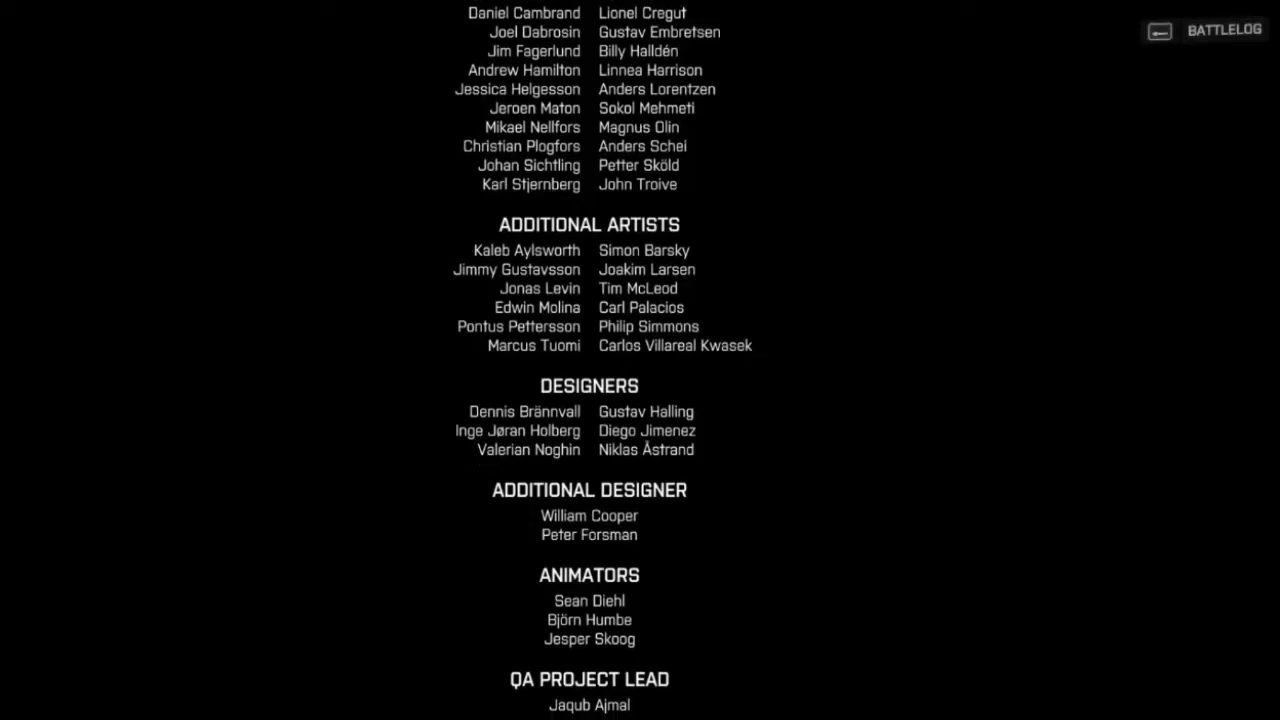 Daniel Cambrand Lionel Cregut
BATTLELOG
Joel Dabrosin Gustav Embretsen
Jim Fagerlund Billy Halldén
Andrew Hamilton Linnea Harrison
Jessica Helgesson Anders Lorentzen
Jeroen Maton Sokol Mehmeti
Mikael Nellfors Magnus Olin
Christian Plogfors Anders Schei
Johan Sichtling Petter Sköld
Karl Stjernberg John Troive
ADDITIONAL ARTISTS
Kaleb Aylsworth Simon Barsky
Jimmy Gustavsson Joakim Larsen
Jonas Levin Tim McLeod
Edwin Molina Carl Palacios
Pontus Pettersson Philip Simmons
Marcus Tuomi Carlos Villareal Kwasek
DESIGNERS
Dennis Brännvall Gustav Halling
Inge Jøran Holberg Diego Jimenez
Valerian Noghin Niklas Åstrand
ADDITIONAL DESIGNER
William Cooper
Peter Forsman
ANIMATORS
Sean Diehl
Björn Humbe
Jesper Skoog
QA PROJECT LEAD
Jaqub Ajmal